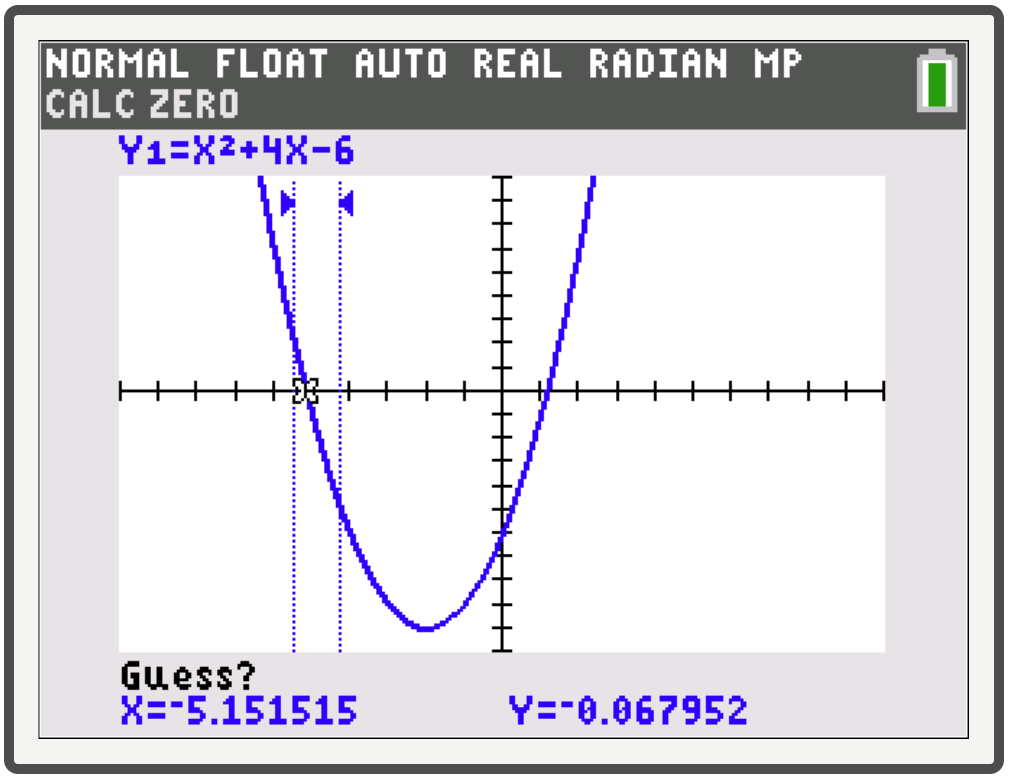 NORMAL FLOAT AUTO REAL RADIAN MP
CALC ZERO
Y1=X²+4X-6
Guess?
X=⁻5.151515 Y=⁻0.067952